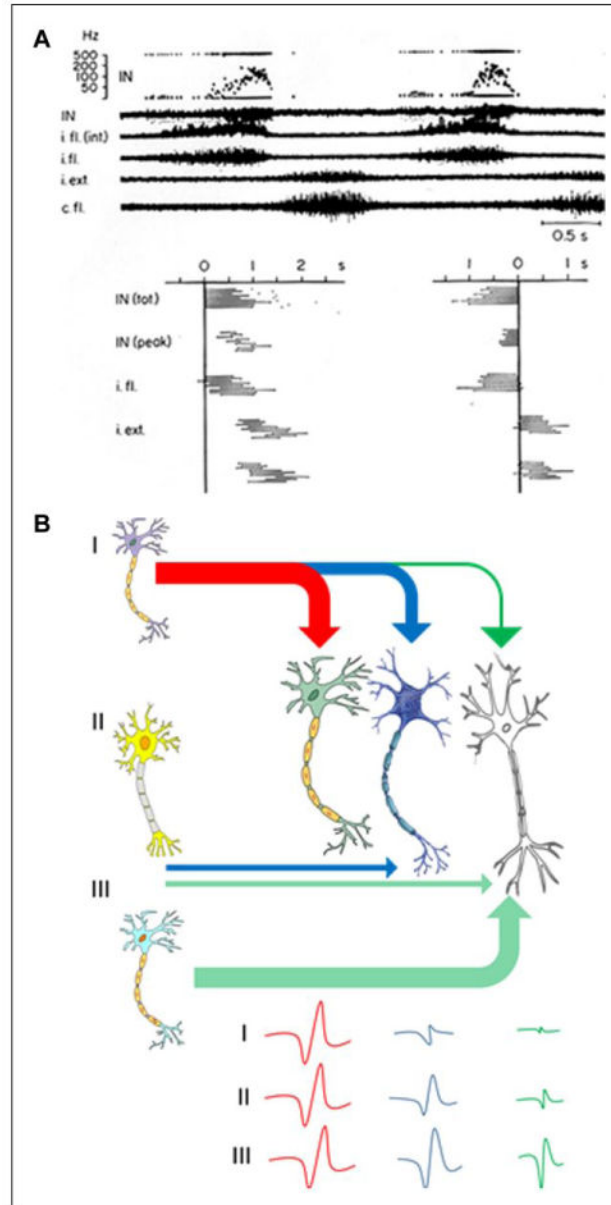 A
Hz
500
200
100
50
IN
IN
i. fl. (int)
i. fl.
i. ext.
c. fl.
0.5 s
0 1 2 s
1 0 1 s
IN (tot)
IN (peak)
i. fl.
i. ext.
B
I
II
III
I
II
III